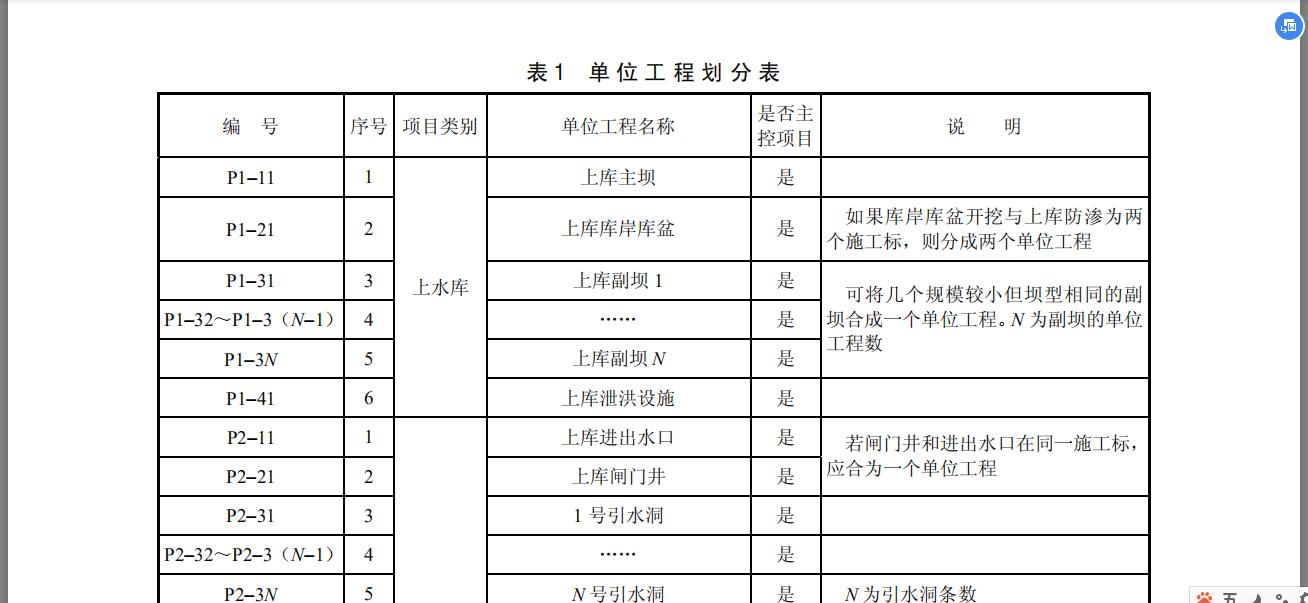 表1 单位工程划分表
编 号 序号 项目类别 单位工程名称 是否主控项目 说 明
P1–11 1 上水库 上库主坝 是
P1–21 2 上库库岸库盆 是 如果库岸库盆开挖与上库防渗为两个施工标，则分成两个单位工程
P1–31 3 上库副坝 1 是 可将几个规模较小但坝型相同的副坝合成一个单位工程。N 为副坝的单位工程数
P1–32～P1–3（N–1） 4 …… 是
P1–3N 5 上库副坝 N 是
P1–41 6 上库泄洪设施 是
P2–11 1 上库进出水口 是 若闸门井和进出水口在同一施工标，应合为一个单位工程
P2–21 2 上库闸门井 是
P2–31 3 1 号引水洞 是
P2–32～P2–3（N–1） 4 …… 是
P2–3N 5 N 号引水洞 是 N 为引水洞条数
五